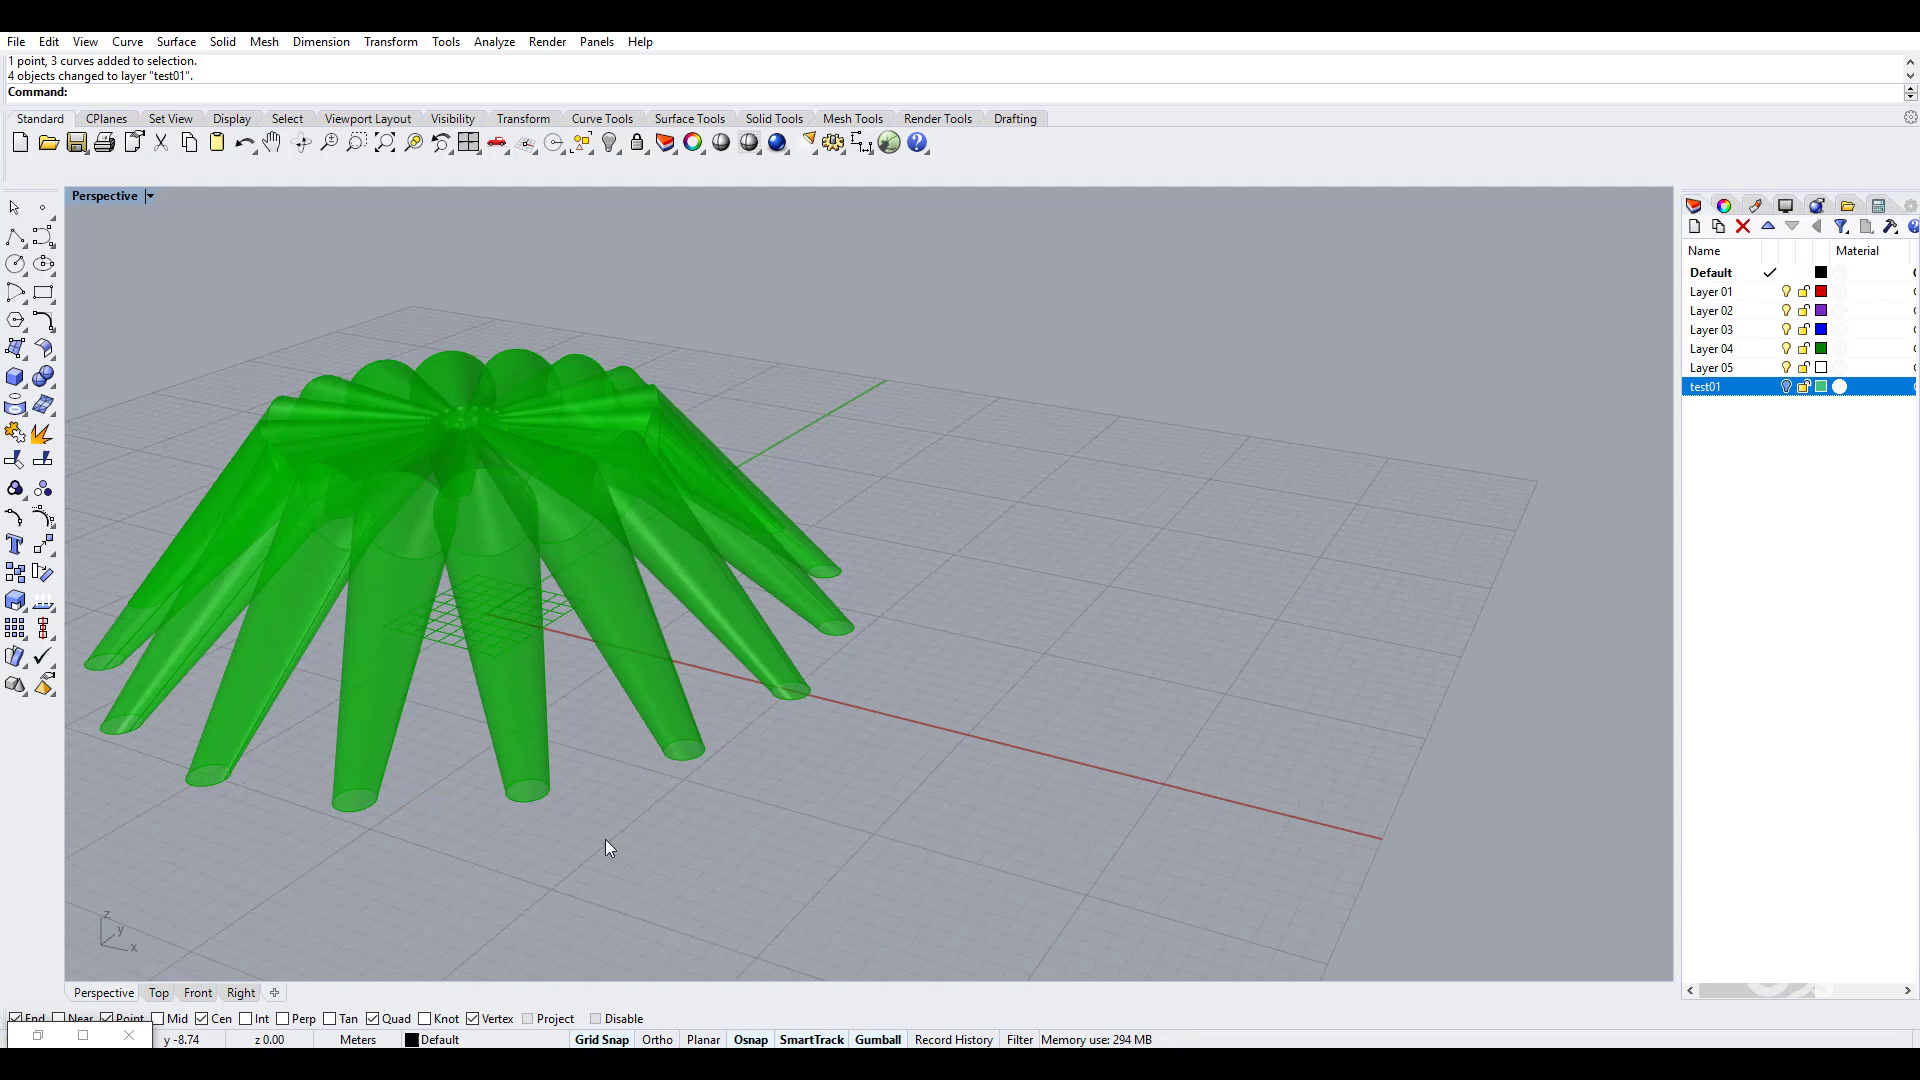 File Edit View Curve Surface Solid Mesh Dimension Transform Tools Analyze Render Panels Help
1 point, 3 curves added to selection.
4 objects changed to layer "test01".
Command:
Standard CPlanes Set View Display Select Viewport Layout Visibility Transform Curve Tools Surface Tools Solid Tools Mesh Tools Render Tools Drafting
Perspective
Name Material
Default
Layer 01
Layer 02
Layer 03
Layer 04
Layer 05
test01
z
y
x
Perspective Top Front Right
End Near Point Mid Cen Int Perp Tan Quad Knot Vertex Project Disable
y -8.74 z 0.00 Meters Default Grid Snap Ortho Planar Osnap SmartTrack Gumball Record History Filter Memory use: 294 MB